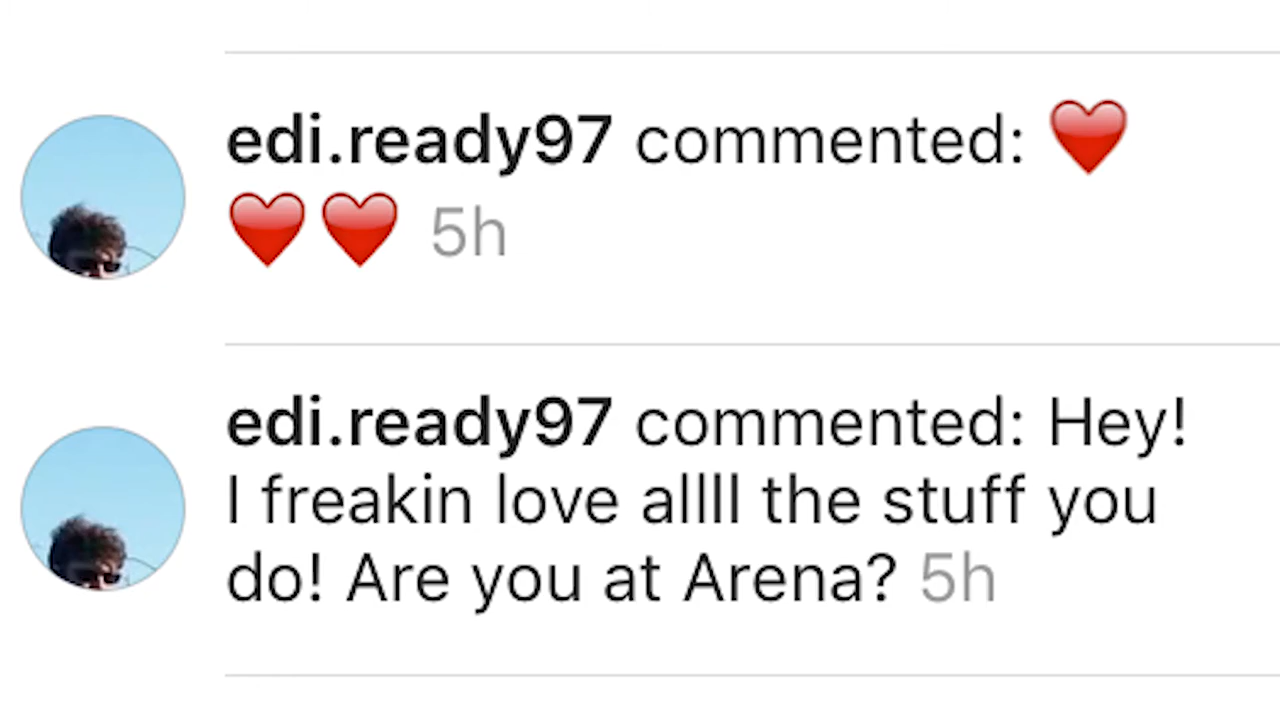 edi.ready97 commented: ❤️
❤️❤️ 5h
edi.ready97 commented: Hey!
I freakin love allll the stuff you
do! Are you at Arena? 5h